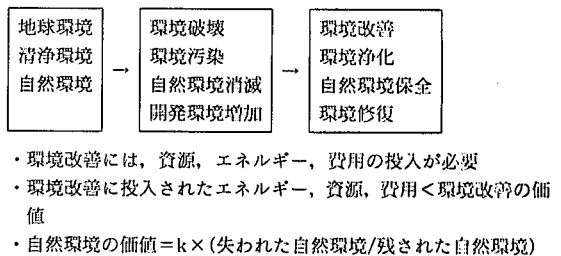 地球環境
清浄環境
自然環境
→
環境破壊
環境汚染
自然環境消滅
開発環境増加
→
環境改善
環境浄化
自然環境保全
環境修復
・環境改善には，資源，エネルギー，費用の投入が必要
・環境改善に投入されたエネルギー，資源，費用＜環境改善の価
値
・自然環境の価値＝k×(失われた自然環境/残された自然環境)